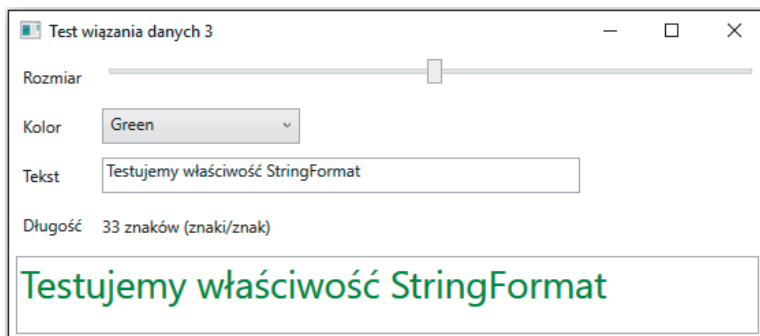 Test wiązania danych 3
Rozmiar
Kolor Green
Tekst Testujemy właściwość StringFormat
Długość 33 znaków (znaki/znak)
Testujemy właściwość StringFormat